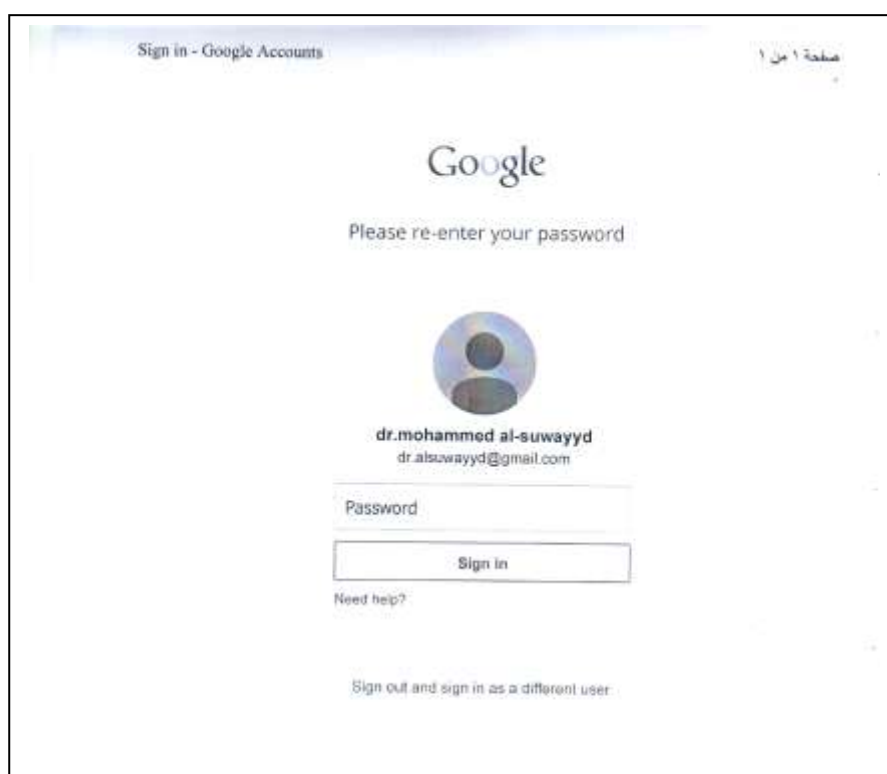 Sign in - Google Accounts
صفحة ١ من ١
Google
Please re-enter your password
dr.mohammed al-suwayyd
dr.alsuwayyd@gmail.com
Password
Sign in
Need help?
Sign out and sign in as a different user